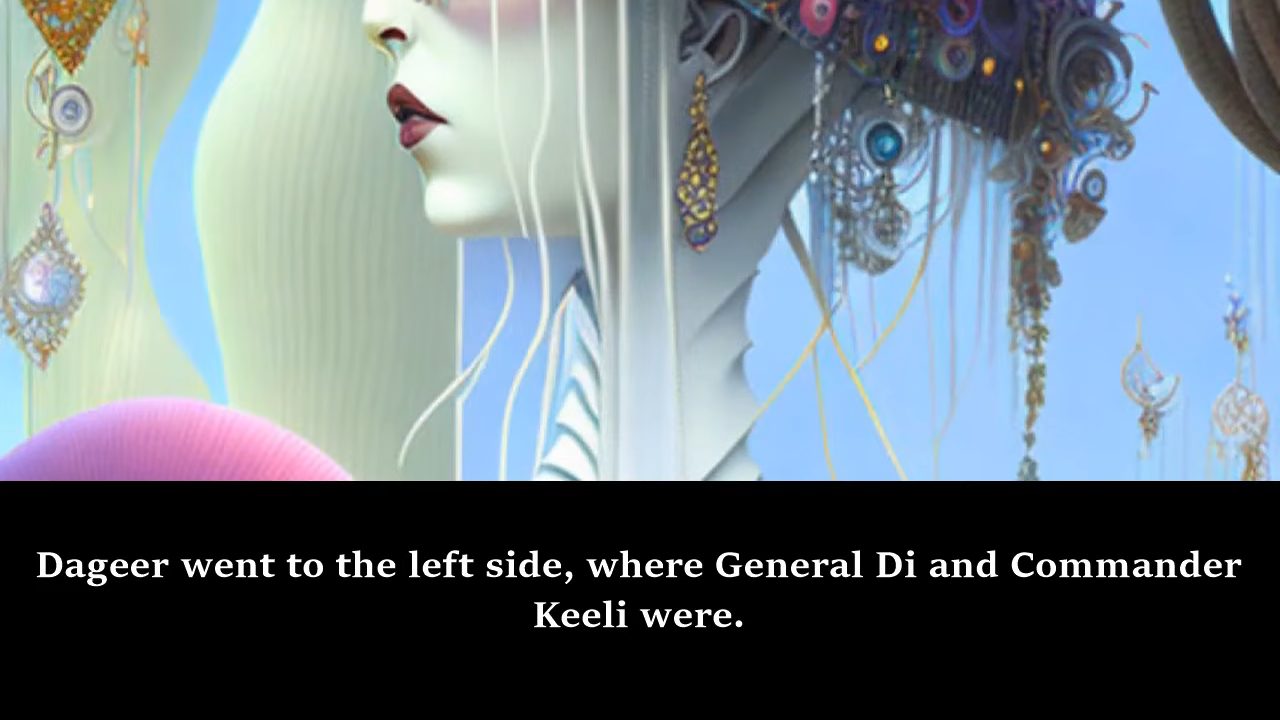 Dageer went to the left side, where General Di and Commander
Keeli were.